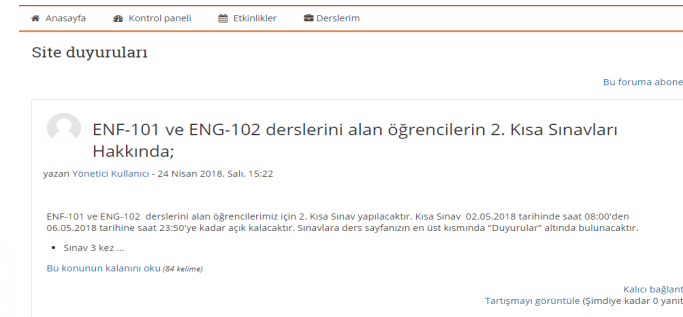 Anasayfa Kontrol paneli Etkinlikler Derslerim
Site duyuruları
Bu foruma abone
ENF-101 ve ENG-102 derslerini alan öğrencilerin 2. Kısa Sınavları
Hakkında;
yazan Yönetici Kullanıcı - 24 Nisan 2018, Salı, 15:22
ENF-101 ve ENG-102 derslerini alan öğrencilerimiz için 2. Kısa Sınav yapılacaktır. Kısa Sınav 02.05.2018 tarihinde saat 08:00'den
06.05.2018 tarihine saat 23:50'ye kadar açık kalacaktır. Sınavlara ders sayfanızın en üst kısmında "Duyurular" altında bulunacaktır.
• Sınav 3 kez ...
Bu konunun kalanını oku (84 kelime)
Kalıcı bağlant
Tartışmayı görüntüle (Şimdiye kadar 0 yanıt